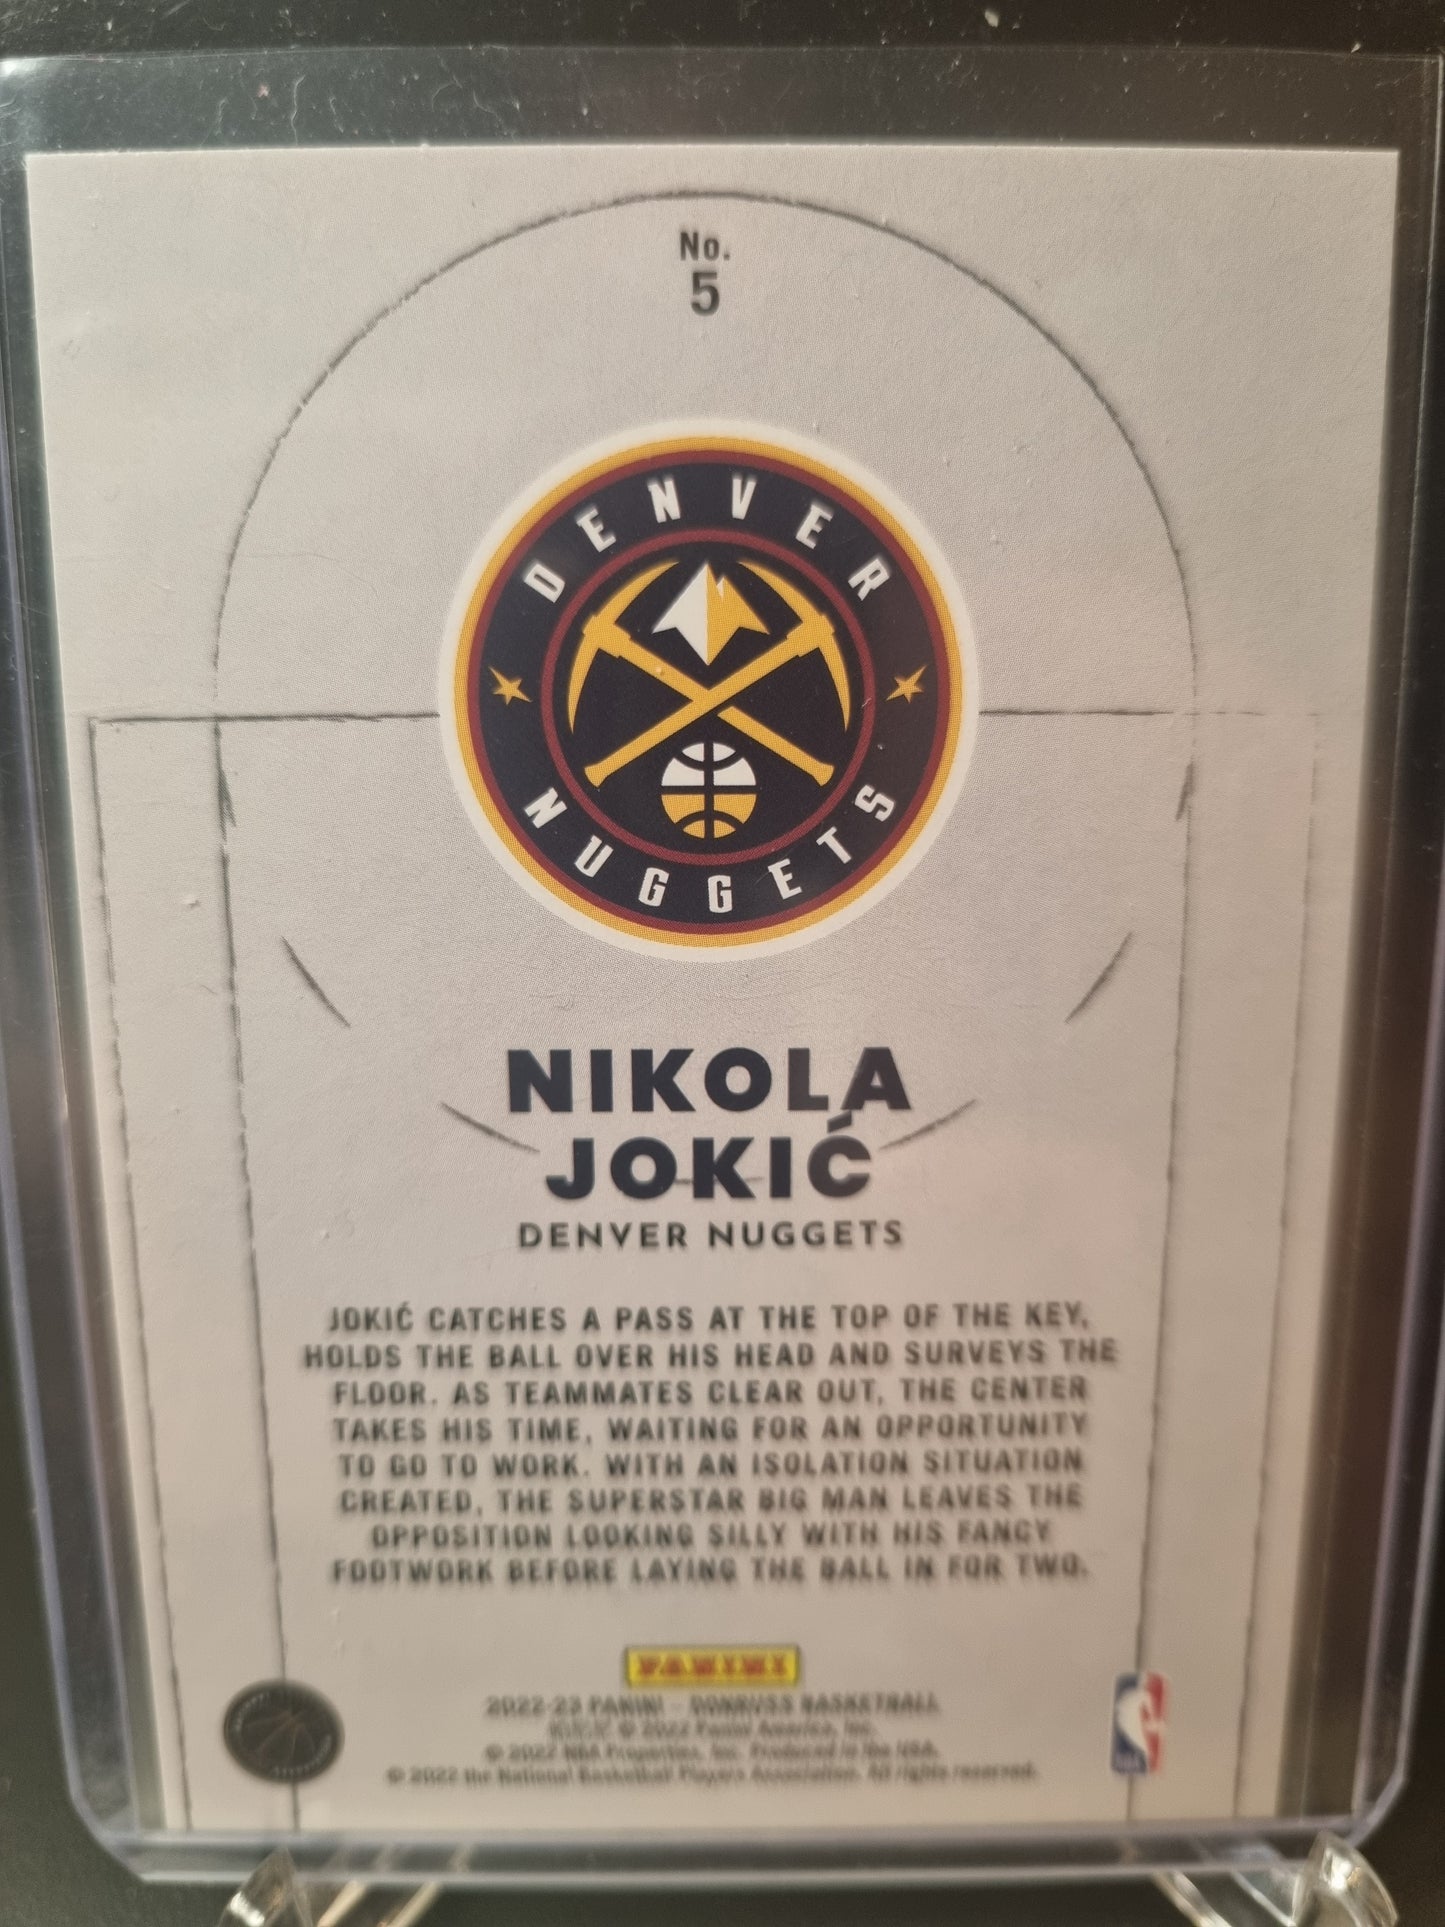 No.
5
DENVER
NUGGETS
NIKOLA
JOKIĆ
DENVER NUGGETS
JOKIĆ CATCHES A PASS AT THE TOP OF THE KEY,
HOLDS THE BALL OVER HIS HEAD AND SURVEYS THE
FLOOR. AS TEAMMATES CLEAR OUT, THE CENTER
TAKES HIS TIME, WAITING FOR AN OPPORTUNITY
TO GO TO WORK. WITH AN ISOLATION SITUATION
CREATED, THE SUPERSTAR BIG MAN LEAVES THE
OPPOSITION LOOKING SILLY WITH HIS FANCY
FOOTWORK BEFORE LAYING THE BALL IN FOR TWO.
PANINI
2022-23 PANINI - DONRUSS BASKETBALL
© 2022 Panini America, Inc.
© 2022 NBA Properties, Inc. Produced in the USA.
© 2022 the National Basketball Players Association. All rights reserved.